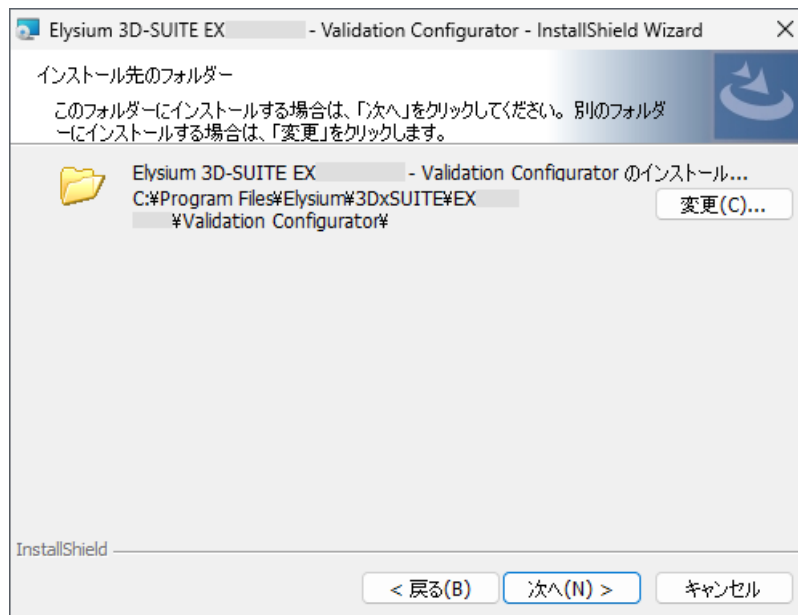 Elysium 3D-SUITE EX - Validation Configurator - InstallShield Wizard
インストール先のフォルダー
このフォルダーにインストールする場合は、「次へ」をクリックしてください。別のフォルダ
ーにインストールする場合は、「変更」をクリックします。
Elysium 3D-SUITE EX - Validation Configurator のインストール...
C:¥Program Files¥Elysium¥3DxSUITE¥EX
¥Validation Configurator¥
変更(C)...
InstallShield
< 戻る(B)
次へ(N) >
キャンセル